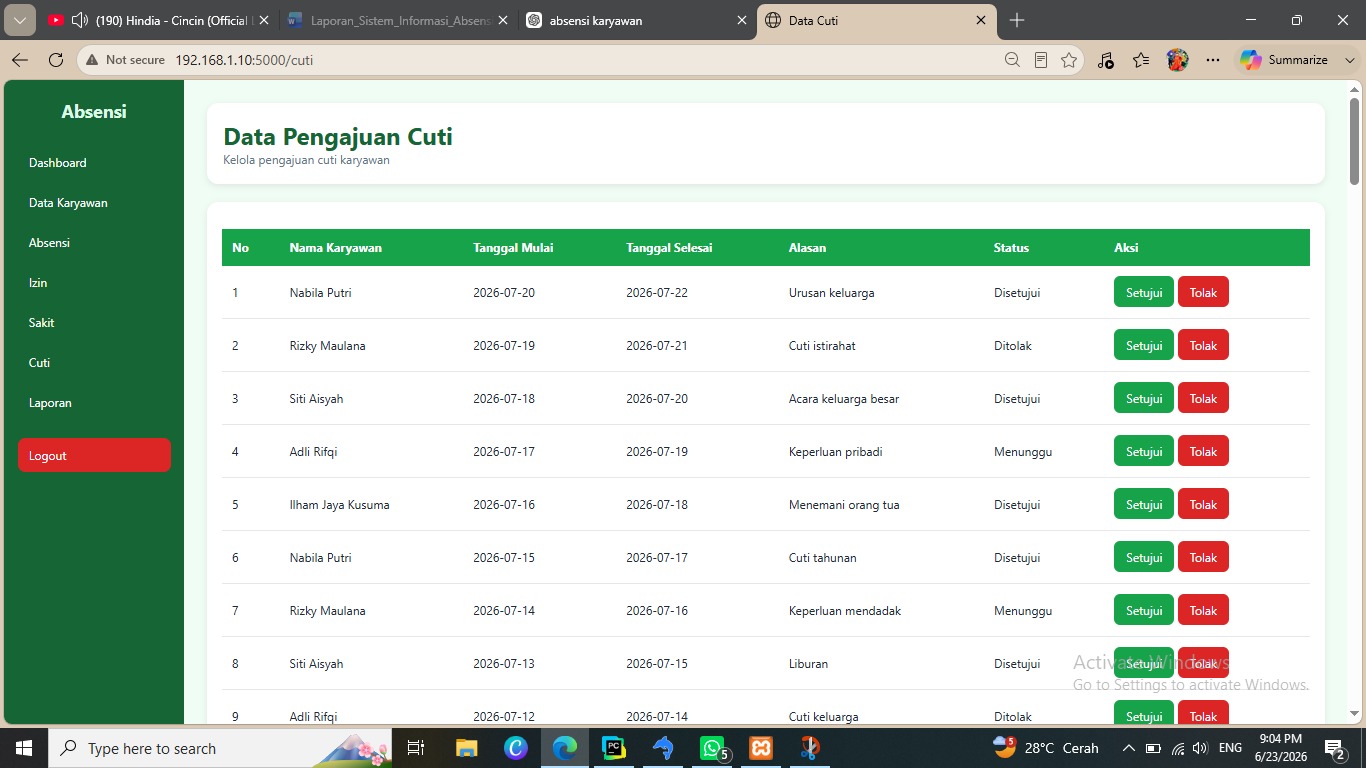 (190) Hindia - Cincin (Official
Laporan_Sistem_Informasi_Absens
absensi karyawan
Data Cuti
Not secure 192.168.1.10:5000/cuti
Summarize
Absensi
Dashboard
Data Karyawan
Absensi
Izin
Sakit
Cuti
Laporan
Logout
Data Pengajuan Cuti
Kelola pengajuan cuti karyawan
No Nama Karyawan Tanggal Mulai Tanggal Selesai Alasan Status Aksi
1 Nabila Putri 2026-07-20 2026-07-22 Urusan keluarga Disetujui Setujui Tolak
2 Rizky Maulana 2026-07-19 2026-07-21 Cuti istirahat Ditolak Setujui Tolak
3 Siti Aisyah 2026-07-18 2026-07-20 Acara keluarga besar Disetujui Setujui Tolak
4 Adli Rifqi 2026-07-17 2026-07-19 Keperluan pribadi Menunggu Setujui Tolak
5 Ilham Jaya Kusuma 2026-07-16 2026-07-18 Menemani orang tua Disetujui Setujui Tolak
6 Nabila Putri 2026-07-15 2026-07-17 Cuti tahunan Disetujui Setujui Tolak
7 Rizky Maulana 2026-07-14 2026-07-16 Keperluan mendadak Menunggu Setujui Tolak
8 Siti Aisyah 2026-07-13 2026-07-15 Liburan Disetujui Setujui Tolak
9 Adli Rifqi 2026-07-12 2026-07-14 Cuti keluarga Ditolak Setujui Tolak
Activate Windows
Go to Settings to activate Windows.
Type here to search
PC
5
5
28°C Cerah
ENG
9:04 PM
6/23/2026
2